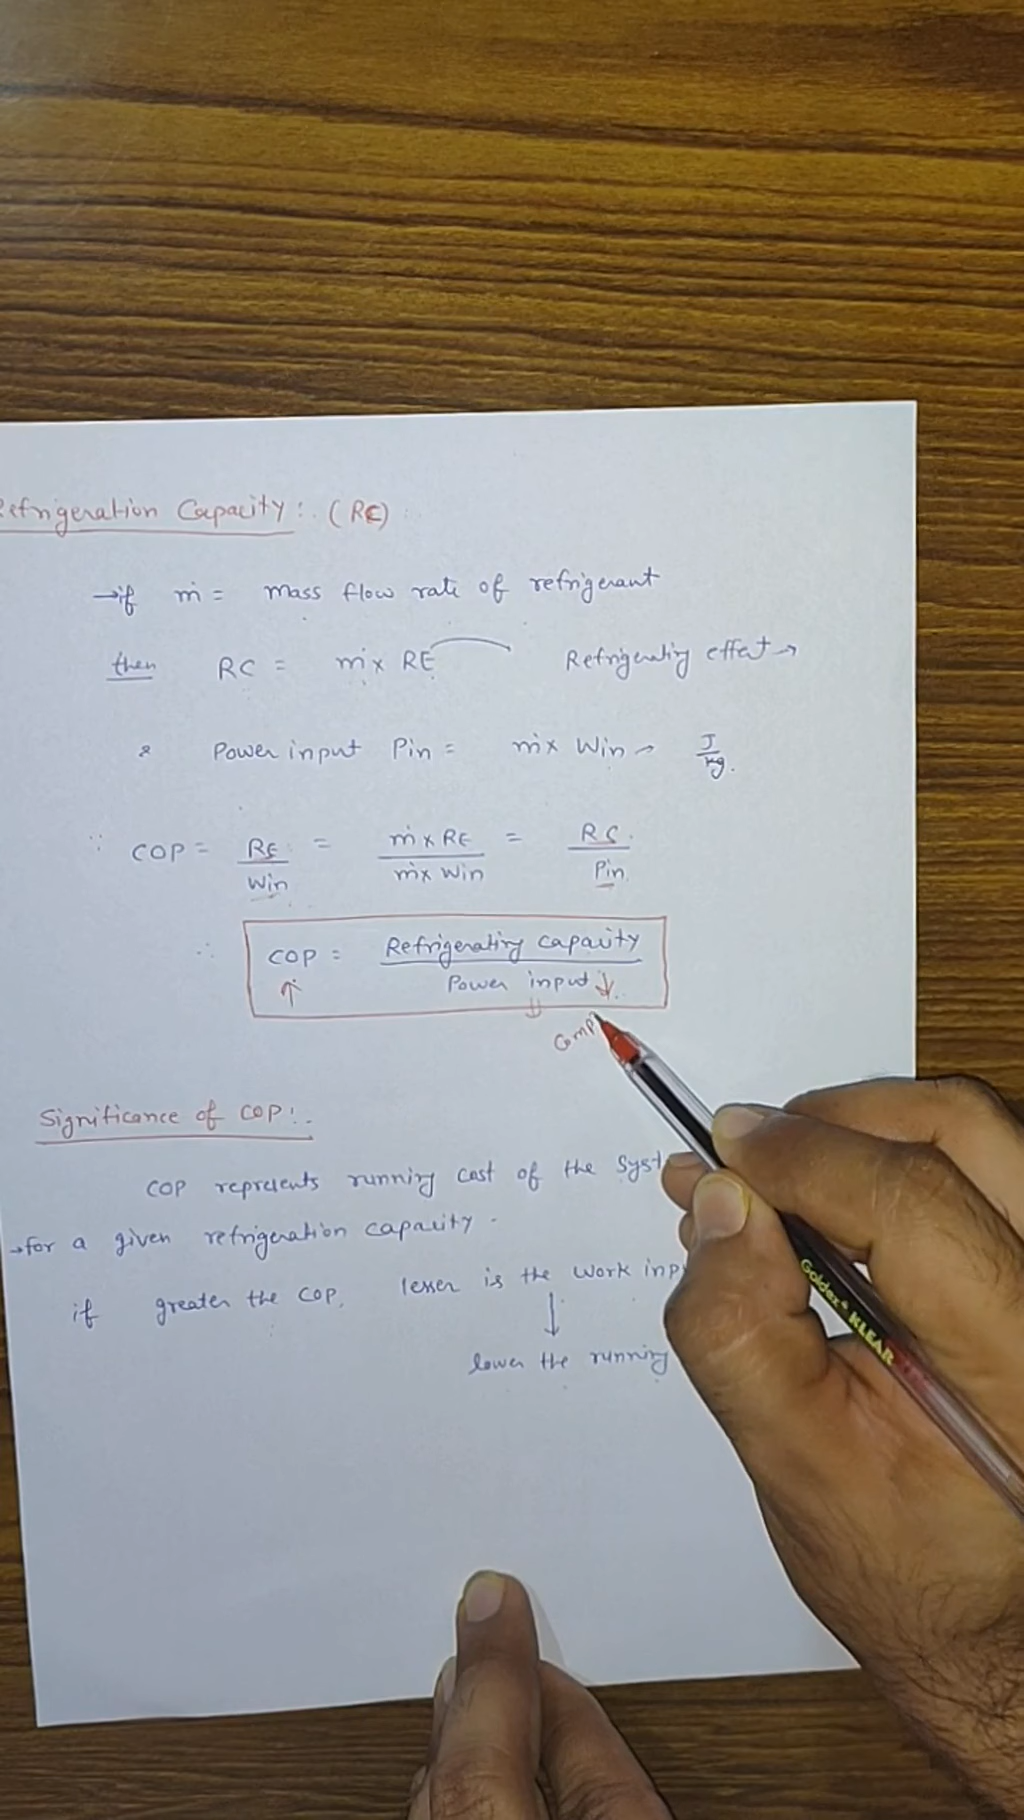 Refrigeration Capacity:. (RC)
→if ṁ = mass flow rate of refrigerant
then RC = ṁ x RE Refrigerating effect →
& Power input Pin = ṁ x Win → J/kg.
∵ COP = RE/Win = ṁ x RE/ṁ x Win = RC/Pin
∴ COP = Refrigerating capacity/Power input ↓
↑ ⇓
Comp
Significance of COP:-
COP represents running cost of the Syst
→for a given refrigeration capacity.
if greater the COP, lesser is the work inp
↓
lower the running
Goldex KLEAR